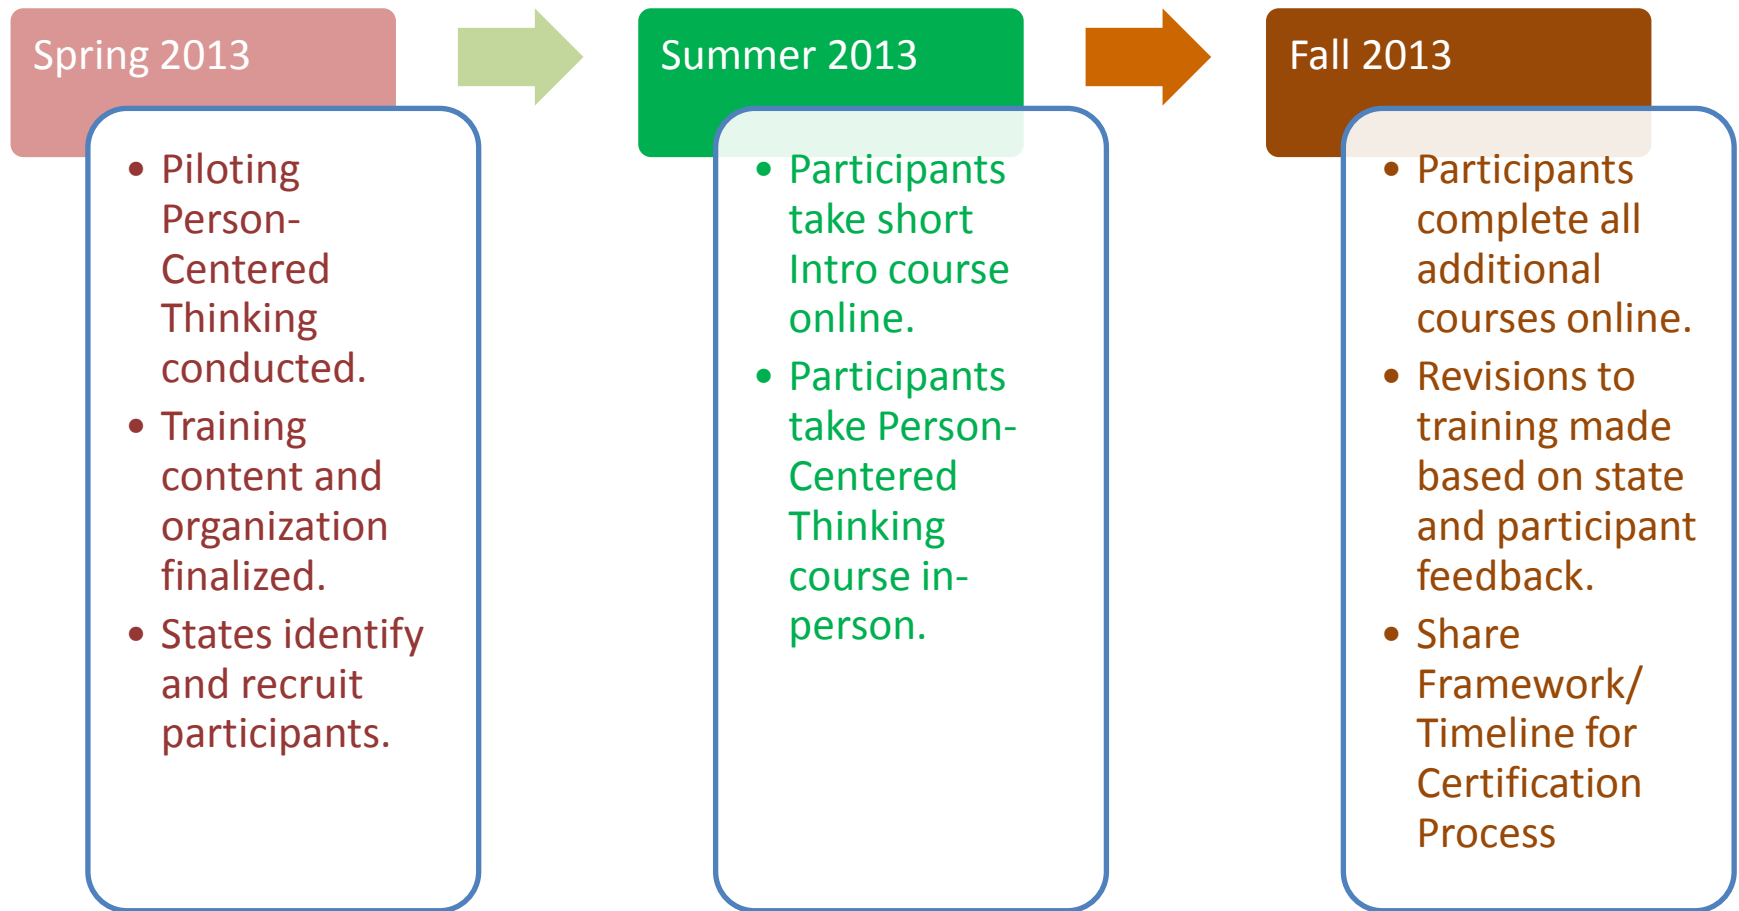 Spring 2013
• Piloting
Person-
Centered
Thinking
conducted.
• Training
content and
organization
finalized.
• States identify
and recruit
participants.
Summer 2013
• Participants
take short
Intro course
online.
• Participants
take Person-
Centered
Thinking
course in-
person.
Fall 2013
• Participants
complete all
additional
courses online.
• Revisions to
training made
based on state
and participant
feedback.
• Share
Framework/
Timeline for
Certification
Process